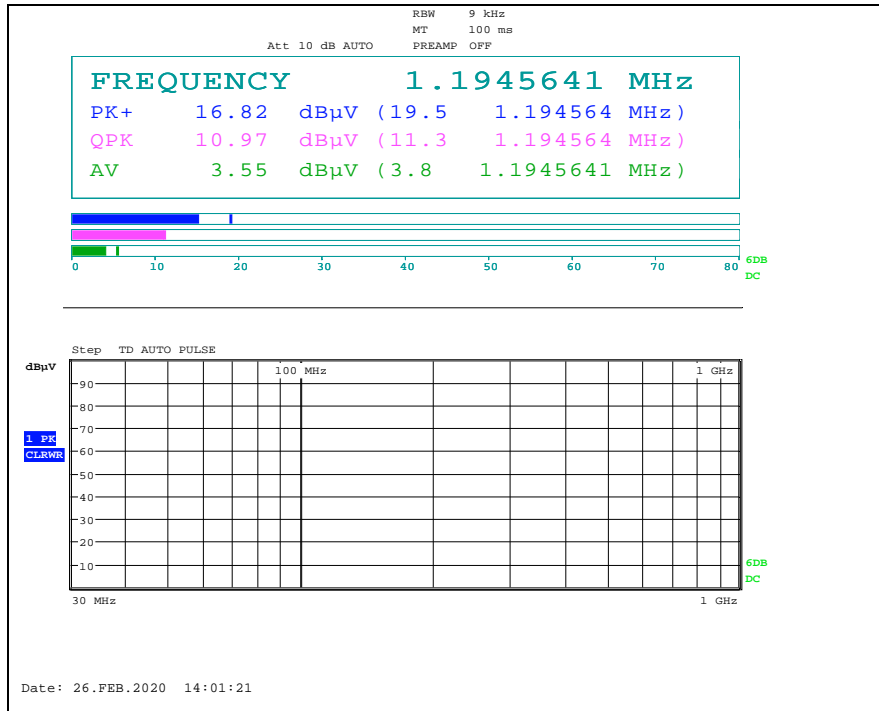 RBW 9 kHz
MT 100 ms
Att 10 dB AUTO PREAMP OFF
FREQUENCY 1.1945641 MHz
PK+ 16.82 dBµV (19.5 1.194564 MHz)
QPK 10.97 dBµV (11.3 1.194564 MHz)
AV 3.55 dBµV (3.8 1.1945641 MHz)
0 10 20 30 40 50 60 70 80
6DB
DC
Step TD AUTO PULSE
dBµV
100 MHz 1 GHz
90
80
70
1 PK
CLRWR
60
50
40
30
20
10
6DB
DC
30 MHz 1 GHz
Date: 26.FEB.2020 14:01:21